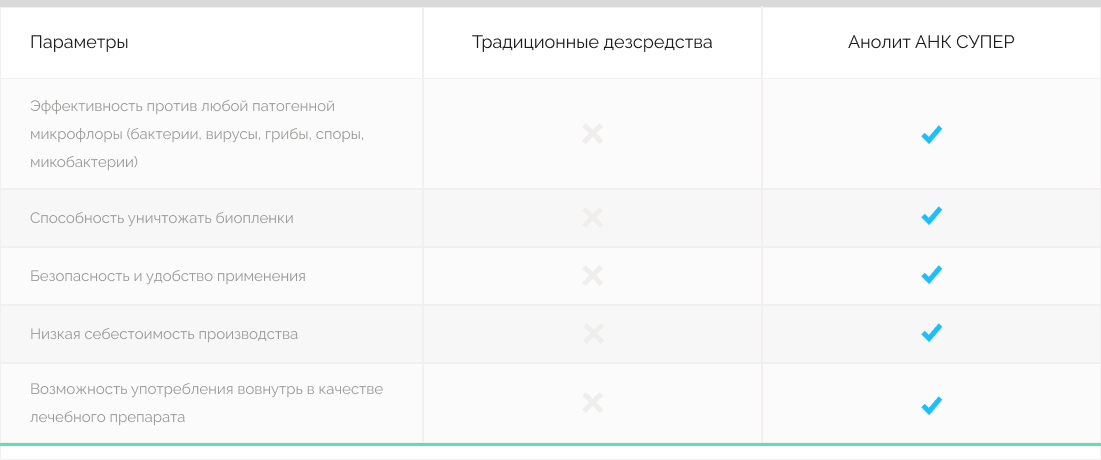 Параметры
Традиционные дезсредства
Анолит АНК СУПЕР
Эффективность против любой патогенной
микрофлоры (бактерии, вирусы, грибы, споры,
микобактерии)
Способность уничтожать биопленки
Безопасность и удобство применения
Низкая себестоимость производства
Возможность употребления вовнутрь в качестве
лечебного препарата